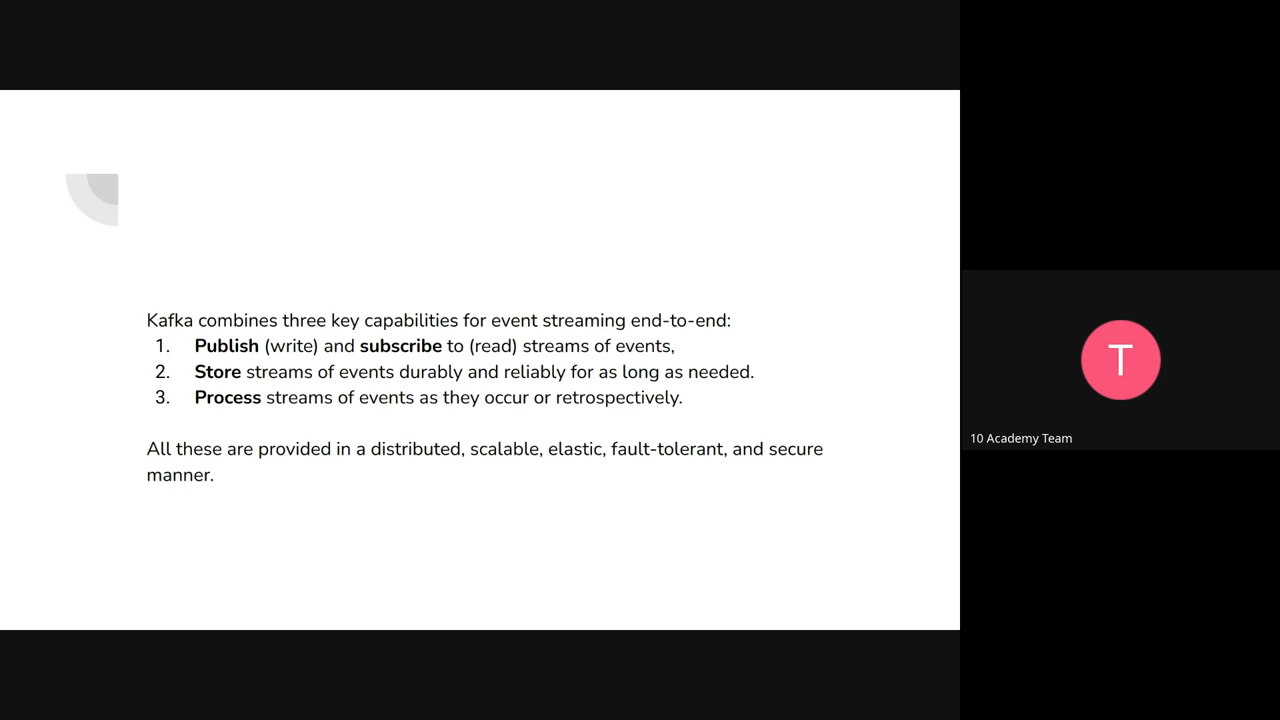 Kafka combines three key capabilities for event streaming end-to-end:
1. Publish (write) and subscribe to (read) streams of events,
2. Store streams of events durably and reliably for as long as needed.
3. Process streams of events as they occur or retrospectively.
All these are provided in a distributed, scalable, elastic, fault-tolerant, and secure
manner.
T
10 Academy Team